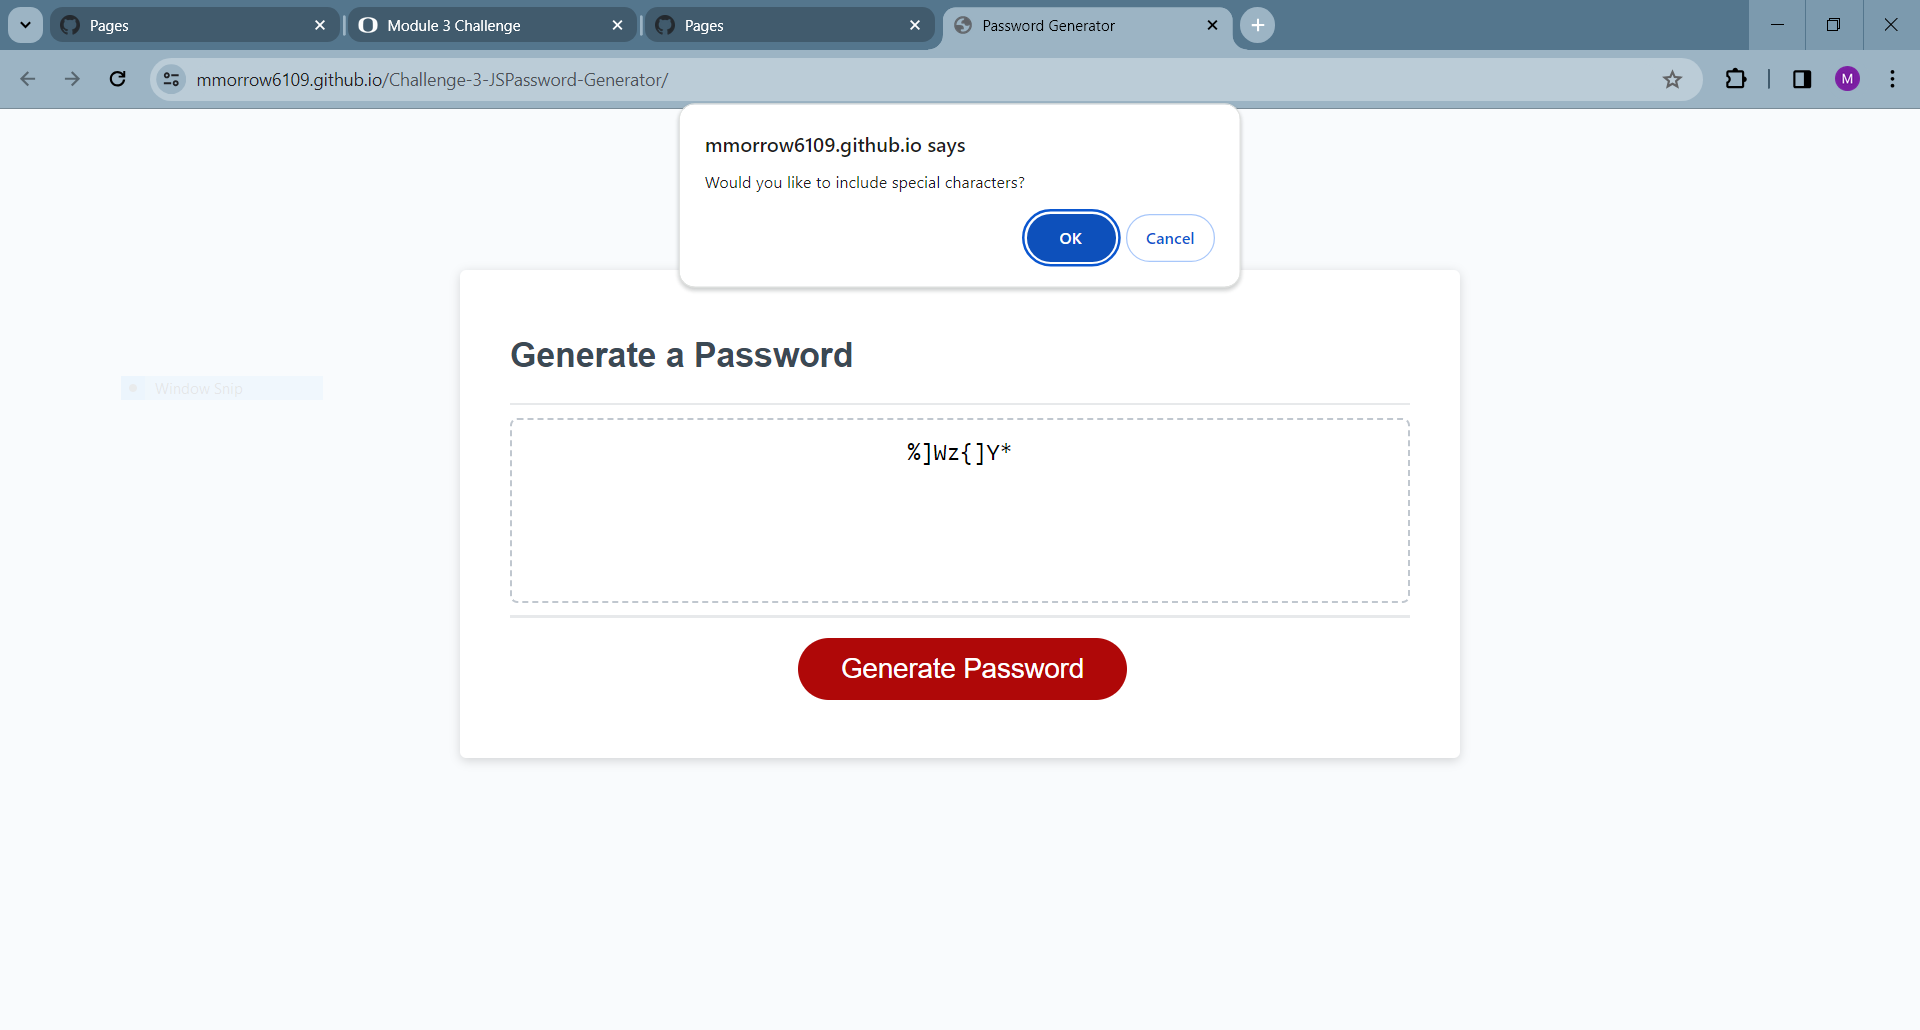 Pages
Module 3 Challenge
Pages
Password Generator
mmorrow6109.github.io/Challenge-3-JSPassword-Generator/
M
mmorrow6109.github.io says
Would you like to include special characters?
OK
Cancel
Generate a Password
Window Snip
%]Wz{]Y*
Generate Password